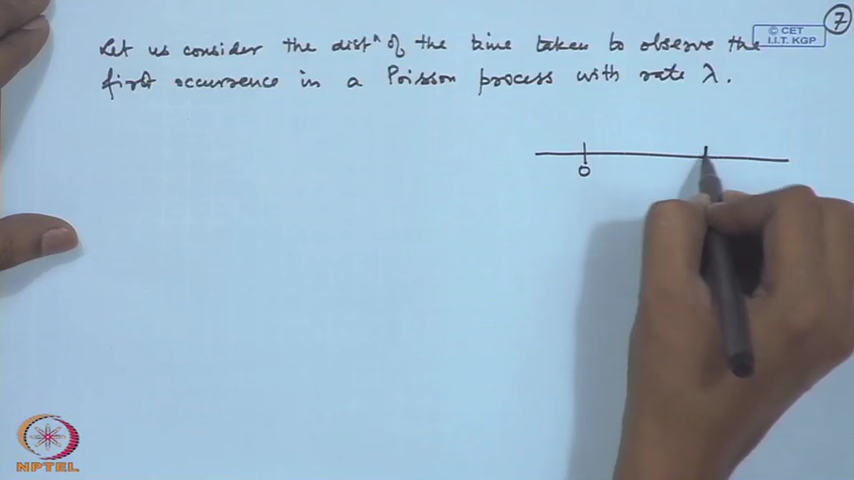 Let us consider the distⁿ of the time taken to observe the
first occurrence in a Poisson process with rate λ.
0
7
© CET
I.I.T. KGP
NPTEL